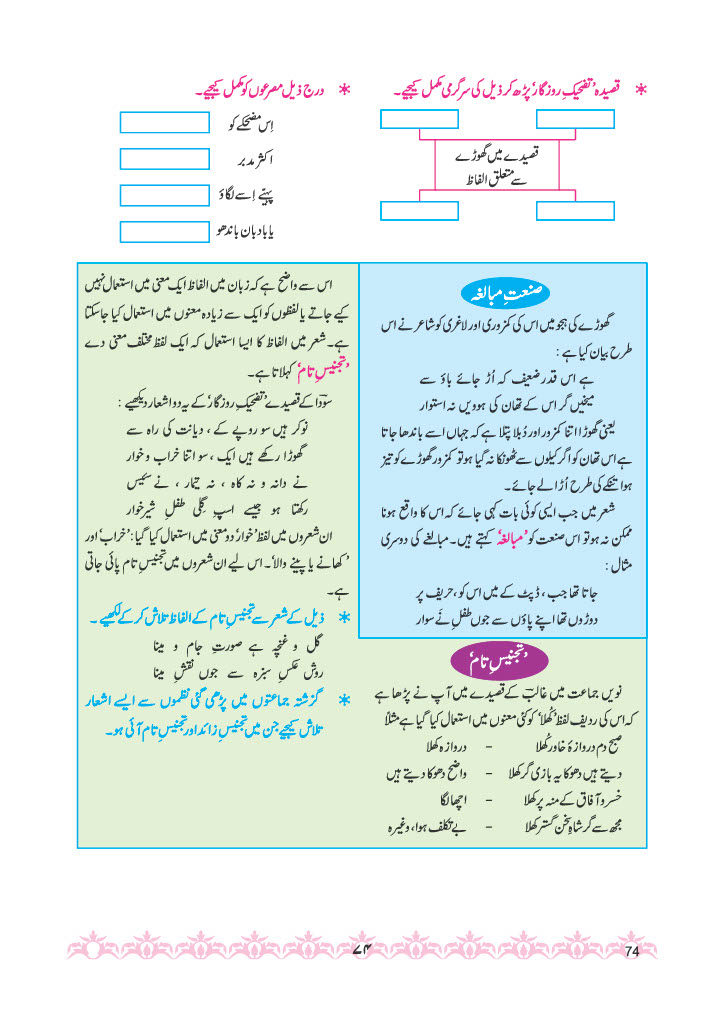 * قصیدہ ’تضحیکِ روزگار‘ پڑھ کر ذیل کی سرگرمی مکمل کیجیے۔
قصیدے میں گھوڑے
سے متعلق الفاظ
* درج ذیل مصرعوں کو مکمل کیجیے۔
اِس مضحکے کو
اکثر مدبر
پہیّے اِسے لگاؤ
یا بادبان باندھو
صنعتِ مبالغہ
گھوڑے کی ہجو میں اس کی کمزوری اور لاغری کو شاعر نے اس
طرح بیان کیا ہے :
ہے اس قدر ضعیف کہ اُڑ جائے باؤ سے
میخیں گر اس کے تھان کی ہوویں نہ استوار
یعنی گھوڑا اتنا کمزور اور دُبلا پتلا ہے کہ جہاں اسے باندھا جاتا
ہے اس تھان کو اگر کیلوں سے ٹھونکا نہ گیا ہو تو کمزور گھوڑے کو تیز
ہوا تنکے کی طرح اُڑا لے جائے۔
شعر میں جب ایسی کوئی بات کہی جائے کہ اس کا واقع ہونا
ممکن نہ ہو تو اس صنعت کو ’مبالغہ‘ کہتے ہیں۔ مبالغے کی دوسری
مثال :
جاتا تھا جب ، ڈپٹ کے میں اس کو ، حریف پر
دوڑوں تھا اپنے پاؤں سے جوں طفلِ نَے سوار
’تجنیسِ تام‘
نویں جماعت میں غالبؔ کے قصیدے میں آپ نے پڑھا ہے
کہ اس کی ردیف لفظ ’کُھلا‘ کو کئی معنوں میں استعمال کیا گیا ہے مثلاً
صبح دم دروازۂ خاور کُھلا – دروازہ کھلا
دیتے ہیں دھوکا یہ بازی گر کھلا – واضح دھوکا دیتے ہیں
خسرو آفاق کے منہ پر کھلا – اچھا لگا
مجھ سے گر شاہِ سخن گستر کھلا – بے تکلف ہوا، وغیرہ
اس سے واضح ہے کہ زبان میں الفاظ ایک معنی میں استعمال نہیں
کیے جاتے یا لفظوں کو ایک سے زیادہ معنوں میں استعمال کیا جاسکتا
ہے۔ شعر میں الفاظ کا ایسا استعمال کہ ایک لفظ مختلف معنی دے
’تجنیسِ تام‘ کہلاتا ہے۔
سوداؔ کے قصیدے ’تضحیکِ روزگار‘ کے یہ دو اشعار دیکھیے :
نوکر ہیں سو روپے کے ، دیانت کی راہ سے
گھوڑا رکھے ہیں ایک ، سو اتنا خراب و خوار
نے دانہ و نہ کاہ ، نہ تیمار ، نے سئیس
رکھتا ہو جیسے اسپِ گِلی طفلِ شیرخوار
ان شعروں میں لفظ ’خوار‘ دو معنی میں استعمال کیا گیا : ’خراب‘ اور
’کھانے یا پینے والا‘۔ اس لیے ان شعروں میں تجنیسِ تام پائی جاتی
ہے۔
* ذیل کے شعر سے تجنیسِ تام کے الفاظ تلاش کرکے لکھیے۔
گل و غنچہ ہے صورتِ جام و مینا
روش عکسِ سبزہ سے جوں نقشِ مینا
* گزشتہ جماعتوں میں پڑھی گئی نظموں سے ایسے اشعار
تلاش کیجیے جن میں تجنیسِ زائد اور تجنیسِ تام آئی ہو۔
۷۴
74